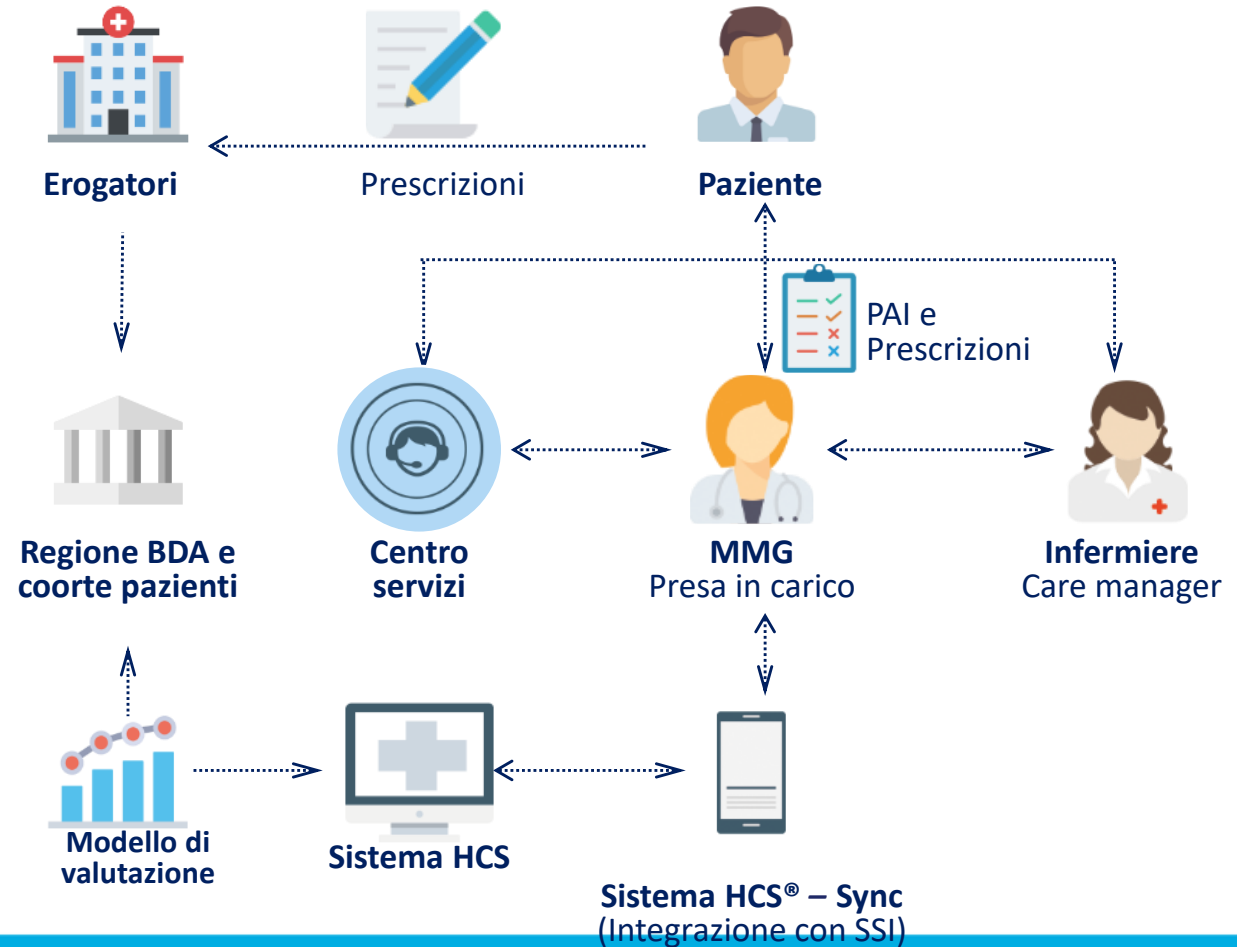 Erogatori
Prescrizioni
Paziente
PAI e
Prescrizioni
Regione BDA e
coorte pazienti
Centro
servizi
MMG
Presa in carico
Infermiere
Care manager
Modello di
valutazione
Sistema HCS
Sistema HCS® – Sync
(Integrazione con SSI)